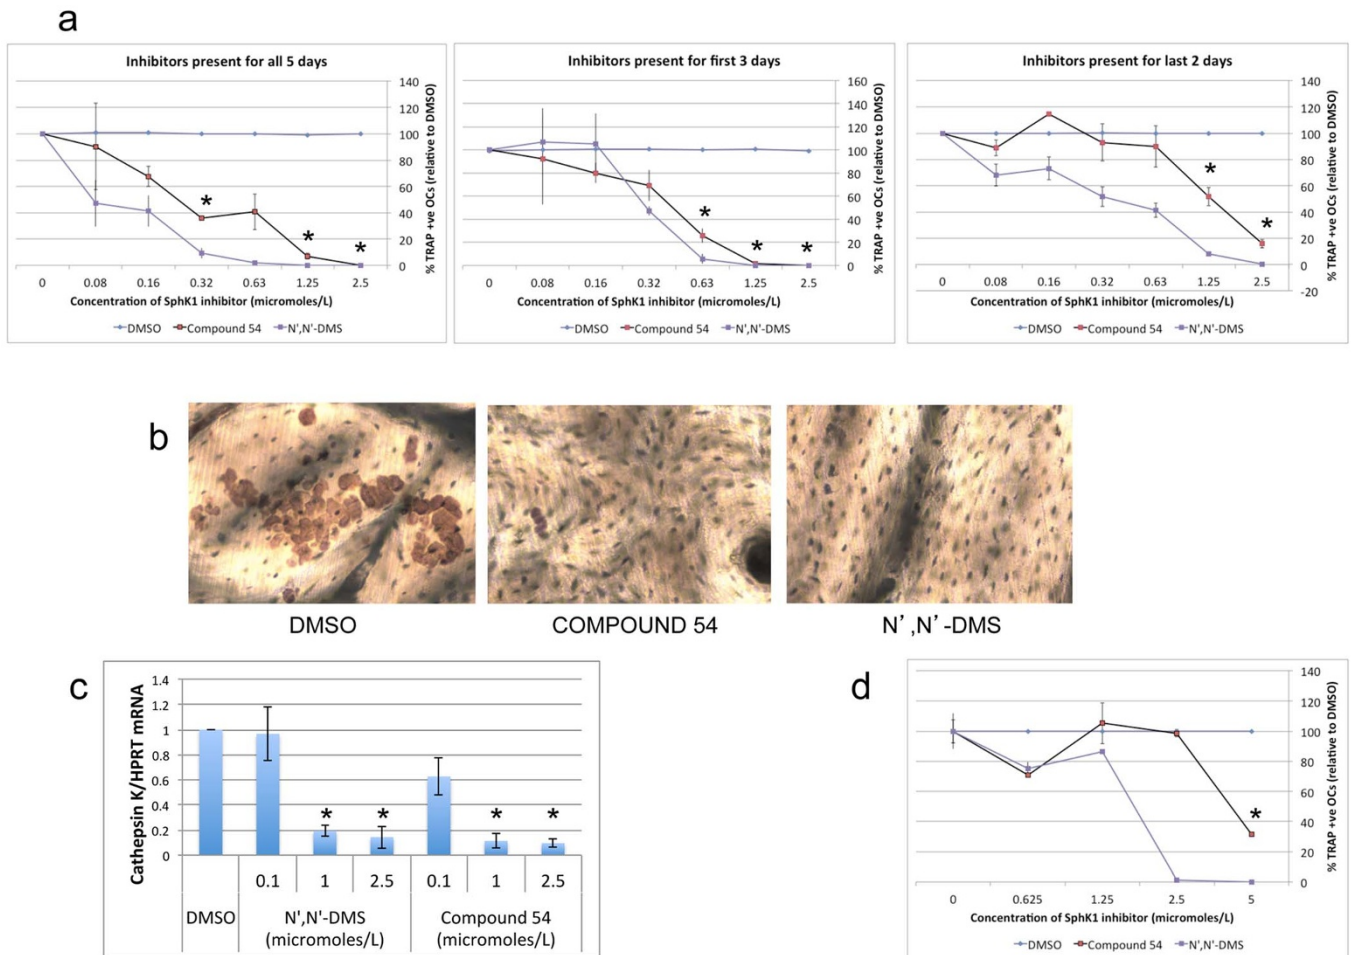 a
Inhibitors present for all 5 days
140
120
100
80
60
40
20
0
% TRAP +ve OCs (relative to DMSO)
* * *
0 0.08 0.16 0.32 0.63 1.25 2.5
Concentration of SphK1 inhibitor (micromoles/L)
DMSO Compound 54 N',N'-DMS
Inhibitors present for first 3 days
160
140
120
100
80
60
40
20
0
% TRAP +ve OCs (relative to DMSO)
* * *
0 0.08 0.16 0.32 0.63 1.25 2.5
Concentration of SphK1 inhibitor (micromoles/L)
DMSO Compound 54 N',N'-DMS
Inhibitors present for last 2 days
140
120
100
80
60
40
20
0
-20
% TRAP +ve OCs (relative to DMSO)
* *
0 0.08 0.16 0.32 0.63 1.25 2.5
Concentration of SphK1 inhibitor (micromoles/L)
DMSO Compound 54 N',N'-DMS
b
DMSO COMPOUND 54 N',N'-DMS
c
Cathepsin K/HPRT mRNA
1.4
1.2
1
0.8
0.6
0.4
0.2
0
* * * *
0.1 1 2.5 0.1 1 2.5
DMSO N',N'-DMS Compound 54
(micromoles/L) (micromoles/L)
d
140
120
100
80
60
40
20
0
% TRAP +ve OCs (relative to DMSO)
*
0 0.625 1.25 2.5 5
Concentration of SphK1 inhibitor (micromoles/L)
DMSO Compound 54 N',N'-DMS